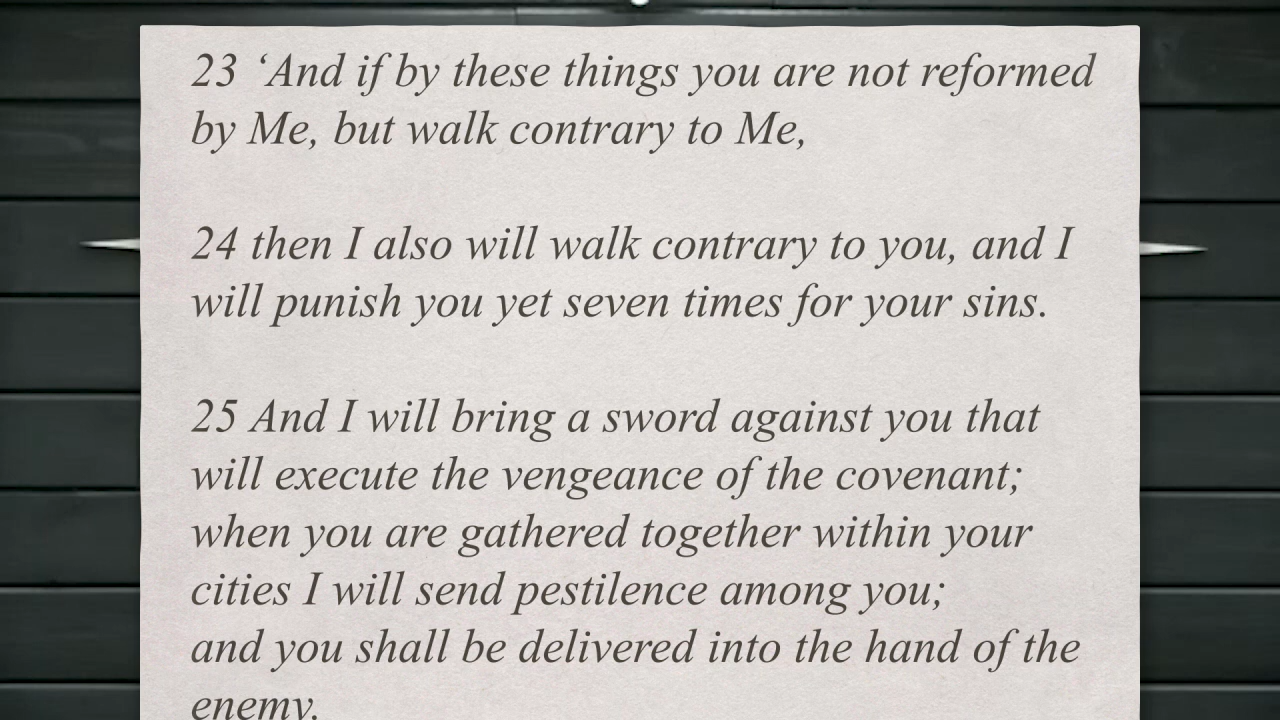 23 ‘And if by these things you are not reformed
by Me, but walk contrary to Me,
24 then I also will walk contrary to you, and I
will punish you yet seven times for your sins.
25 And I will bring a sword against you that
will execute the vengeance of the covenant;
when you are gathered together within your
cities I will send pestilence among you;
and you shall be delivered into the hand of the
enemy.